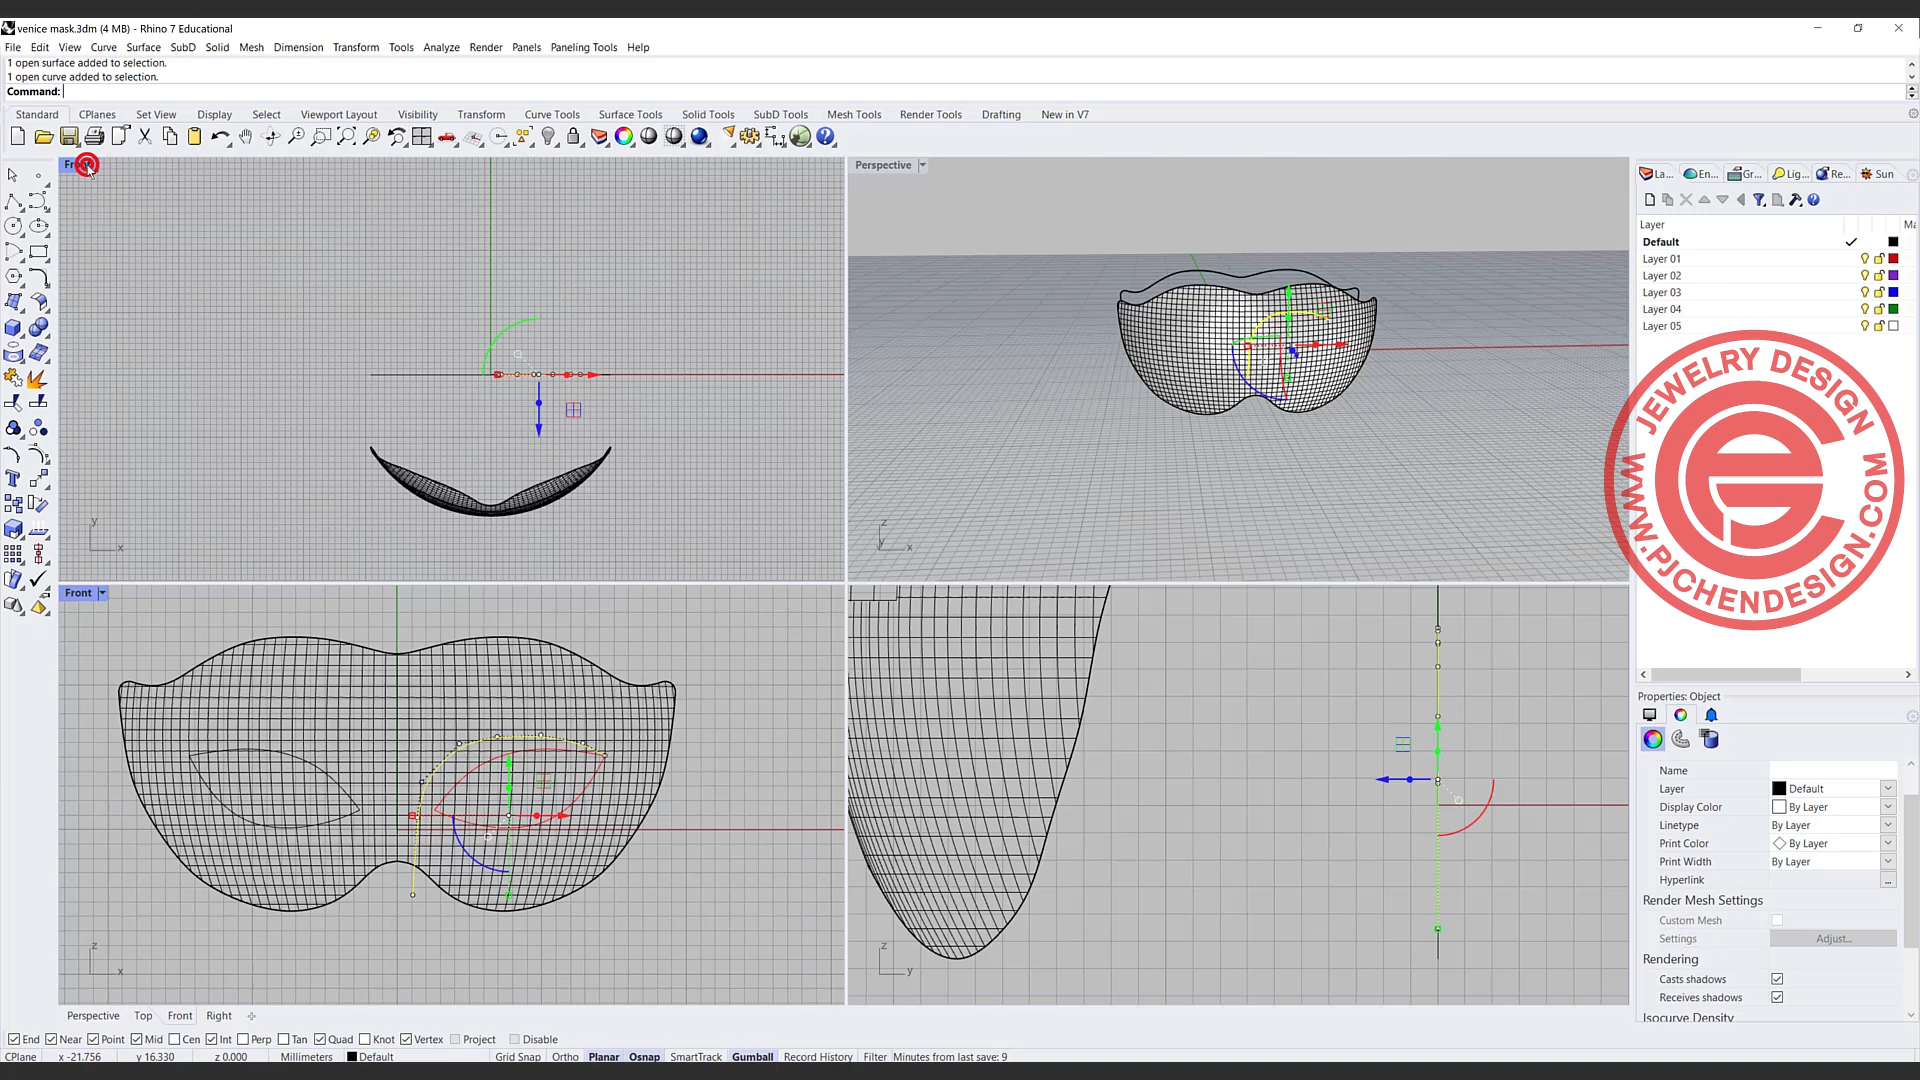 venice mask.3dm (4 MB) - Rhino 7 Educational
File Edit View Curve Surface SubD Solid Mesh Dimension Transform Tools Analyze Render Panels Paneling Tools Help
1 open surface added to selection.
1 open curve added to selection.
Command:
Standard CPlanes Set View Display Select Viewport Layout Visibility Transform Curve Tools Surface Tools Solid Tools SubD Tools Mesh Tools Render Tools Drafting New in V7
Perspective
La... En... Gr... Lig... Re... Sun
Layer
Default
Layer 01
Layer 02
Layer 03
Layer 04
Layer 05
JEWELRY DESIGN
WWW.PJCHENDESIGN.COM
y
x
z
y
x
Front
z
x
z
y
Properties: Object
Name
Layer Default
Display Color By Layer
Linetype By Layer
Print Color By Layer
Print Width By Layer
Hyperlink ...
Render Mesh Settings
Custom Mesh
Settings Adjust...
Rendering
Casts shadows
Receives shadows
Isocurve Density
Perspective Top Front Right
End Near Point Mid Cen Int Perp Tan Quad Knot Vertex Project Disable
CPlane x -21.756 y 16.330 z 0.000 Millimeters Default Grid Snap Ortho Planar Osnap SmartTrack Gumball Record History Filter Minutes from last save: 9